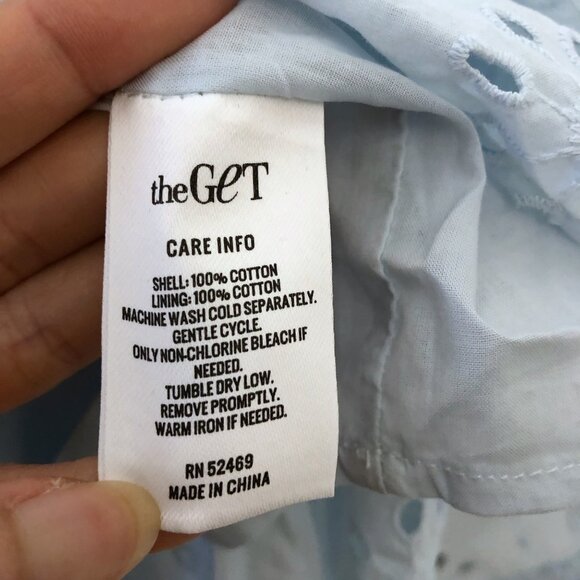 theGeT
CARE INFO
SHELL: 100% COTTON
LINING: 100% COTTON
MACHINE WASH COLD SEPARATELY.
GENTLE CYCLE.
ONLY NON-CHLORINE BLEACH IF
NEEDED.
TUMBLE DRY LOW.
REMOVE PROMPTLY.
WARM IRON IF NEEDED.
RN 52469
MADE IN CHINA